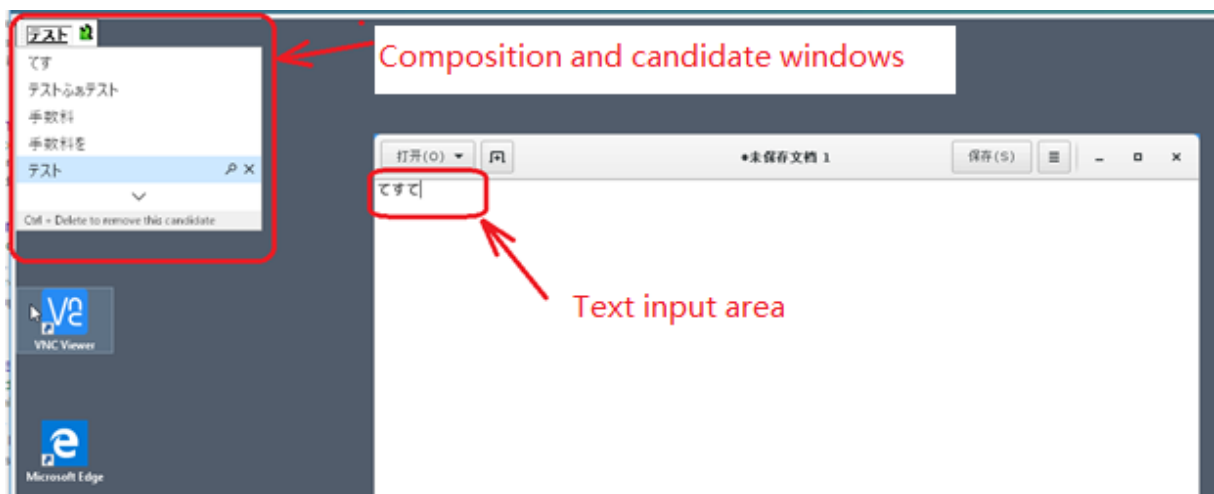 テスト
てす
テストふぁテスト
手数料
手数料を
テスト
Ctrl + Delete to remove this candidate
Composition and candidate windows
打开(O)
•未保存文档 1
保存(S)
てすて
Text input area
VNC Viewer
Microsoft Edge